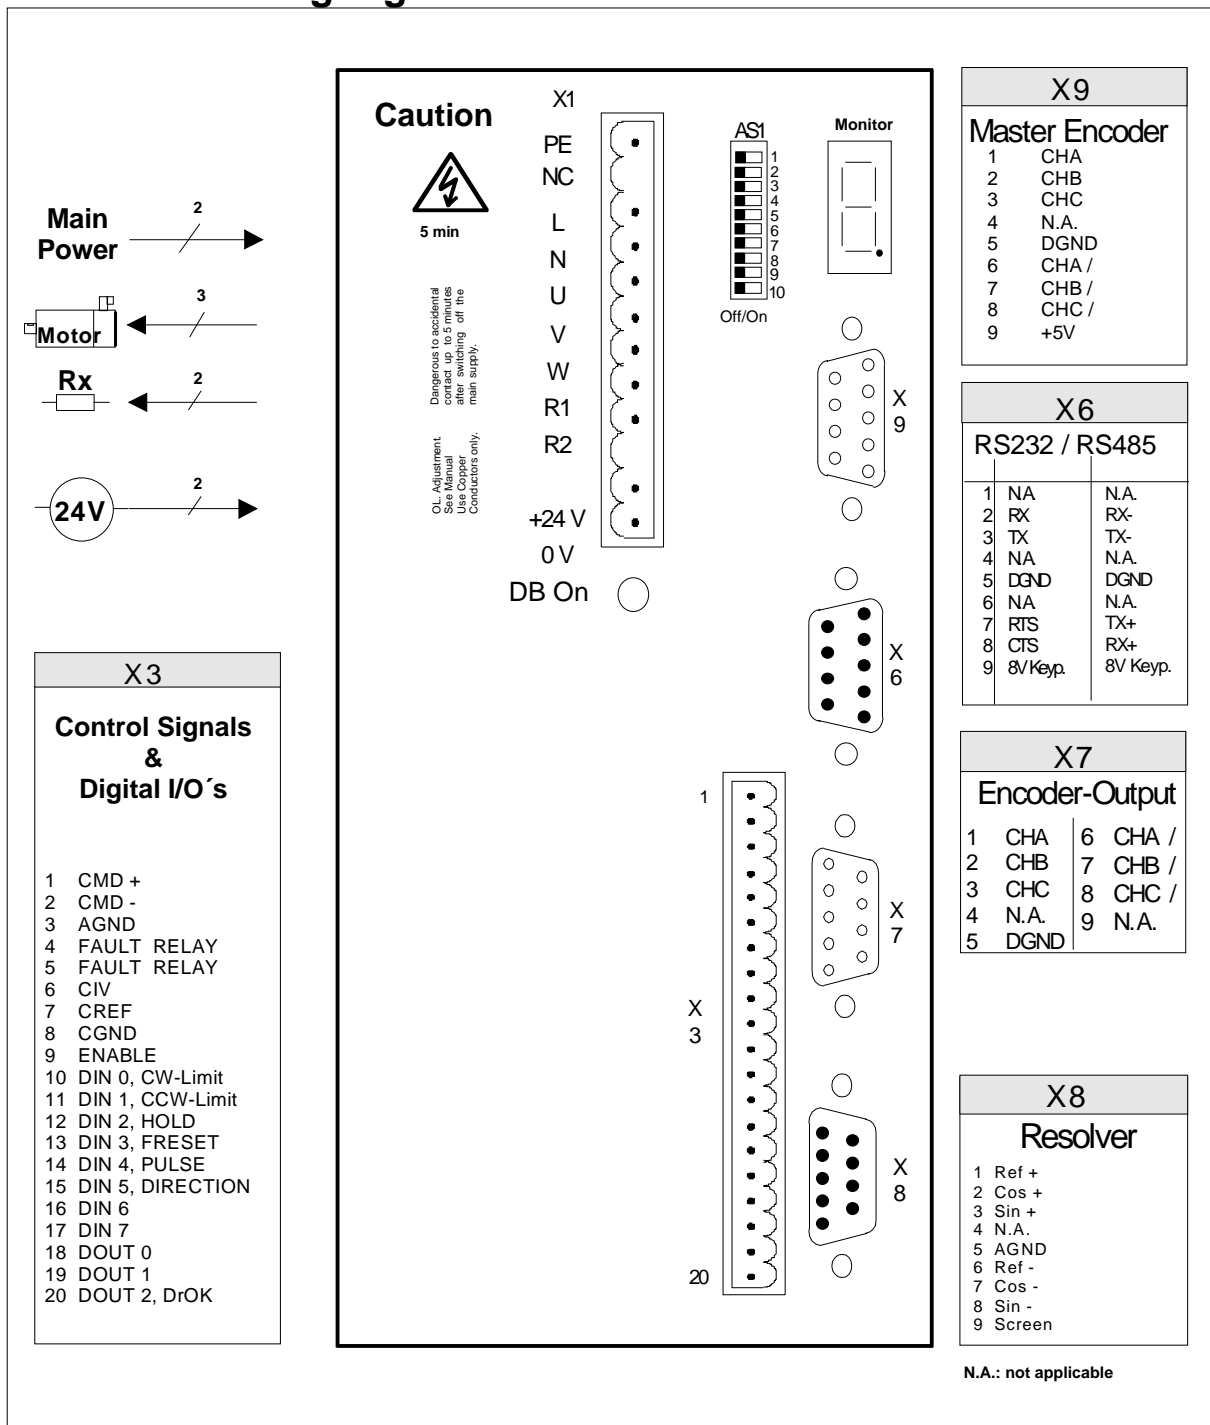 Main
Power
2
Motor
3
Rx
2
24V
2
X3
Control Signals
&
Digital I/O´s
1 CMD +
2 CMD -
3 AGND
4 FAULT RELAY
5 FAULT RELAY
6 CIV
7 CREF
8 CGND
9 ENABLE
10 DIN 0, CW-Limit
11 DIN 1, CCW-Limit
12 DIN 2, HOLD
13 DIN 3, FRESET
14 DIN 4, PULSE
15 DIN 5, DIRECTION
16 DIN 6
17 DIN 7
18 DOUT 0
19 DOUT 1
20 DOUT 2, DrOK
Caution
5 min
Dangerous to accidental
contact up to 5 minutes
after switching off the
main supply.
OL. Adjustment.
See Manual
Use Copper
Conductors only.
X1
PE
NC
L
N
U
V
W
R1
R2
+24 V
0 V
DB On
AS1
1
2
3
4
5
6
7
8
9
10
Off/On
Monitor
X
9
X
6
X
7
X
8
1
X
3
20
X9
Master Encoder
1 CHA
2 CHB
3 CHC
4 N.A.
5 DGND
6 CHA /
7 CHB /
8 CHC /
9 +5V
X6
RS232 / RS485
1 NA N.A.
2 RX RX-
3 TX TX-
4 NA N.A.
5 DGND DGND
6 NA N.A.
7 RTS TX+
8 CTS RX+
9 8V Keyp. 8V Keyp.
X7
Encoder-Output
1 CHA 6 CHA /
2 CHB 7 CHB /
3 CHC 8 CHC /
4 N.A. 9 N.A.
5 DGND
X8
Resolver
1 Ref +
2 Cos +
3 Sin +
4 N.A.
5 AGND
6 Ref -
7 Cos -
8 Sin -
9 Screen
N.A.: not applicable